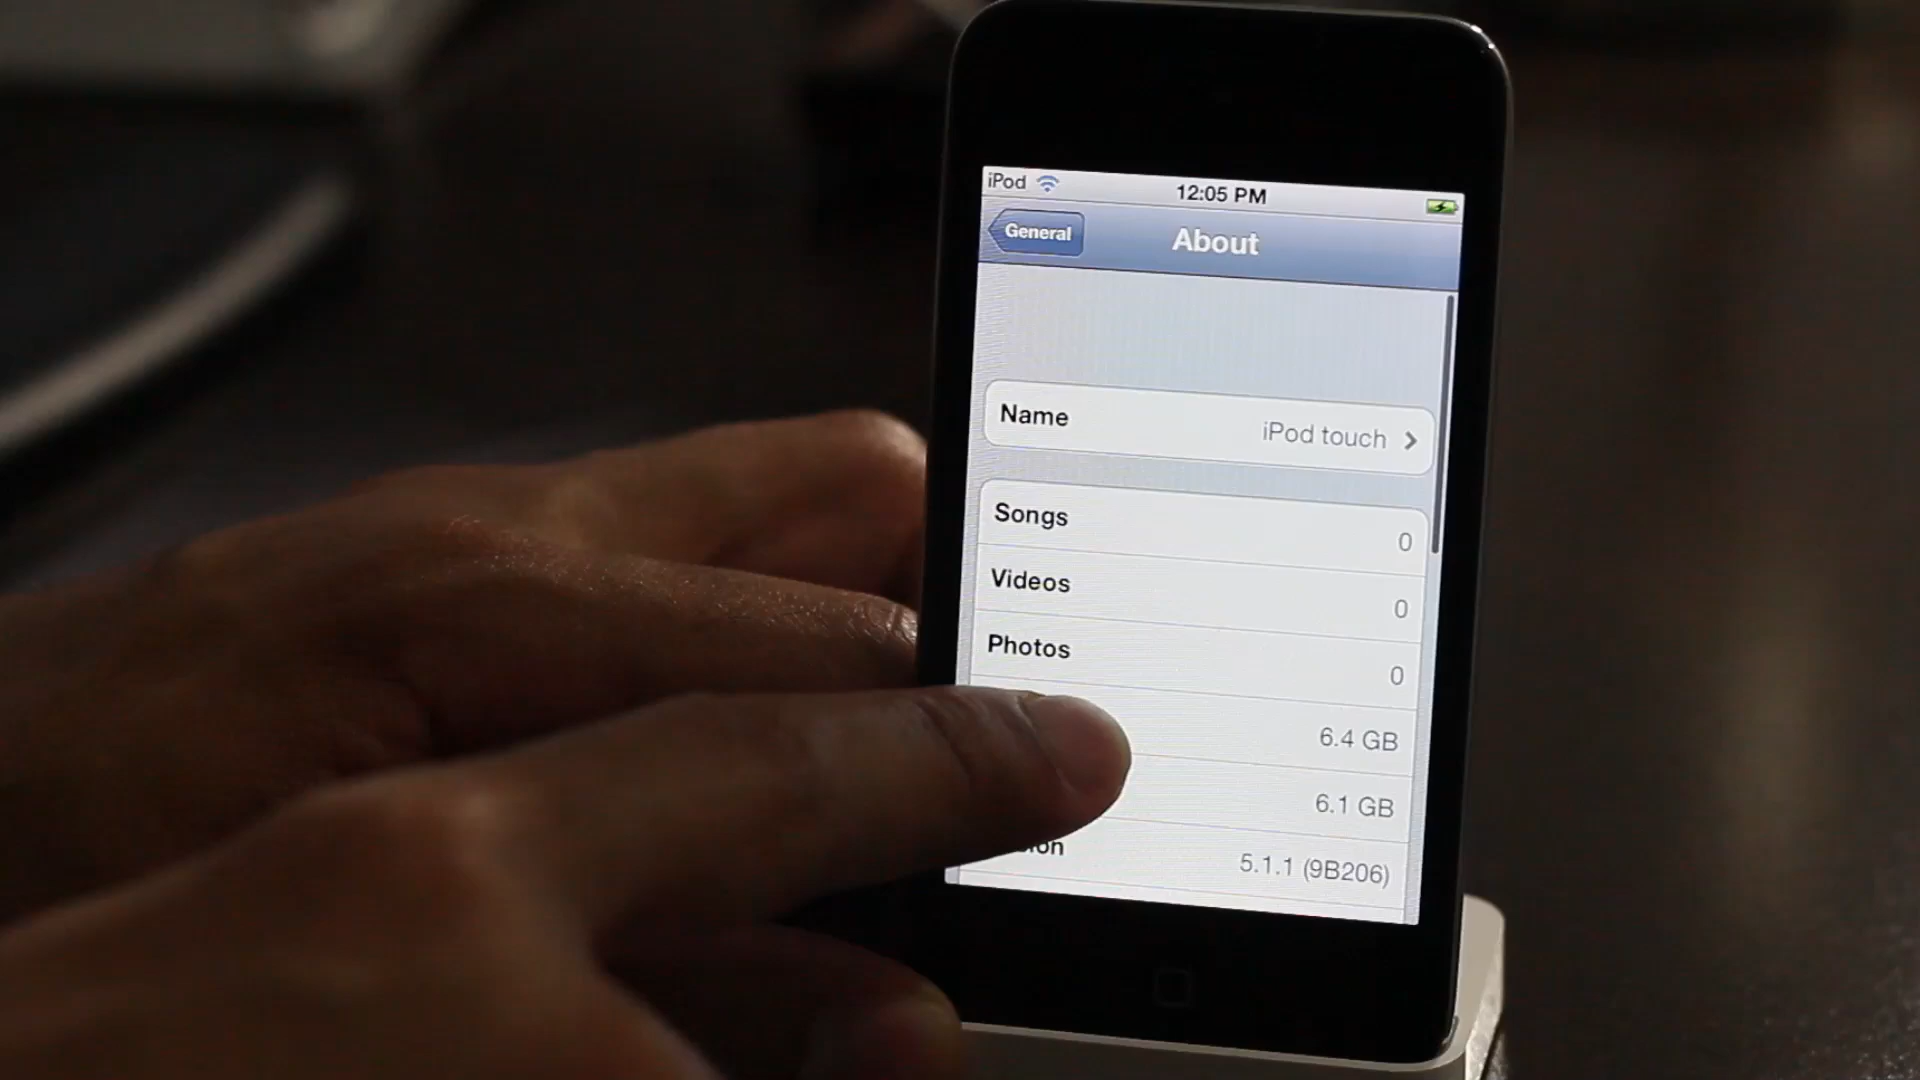 iPod 12:05 PM
General About
Name iPod touch
Songs 0
Videos 0
Photos 0
6.4 GB
6.1 GB
5.1.1 (9B206)